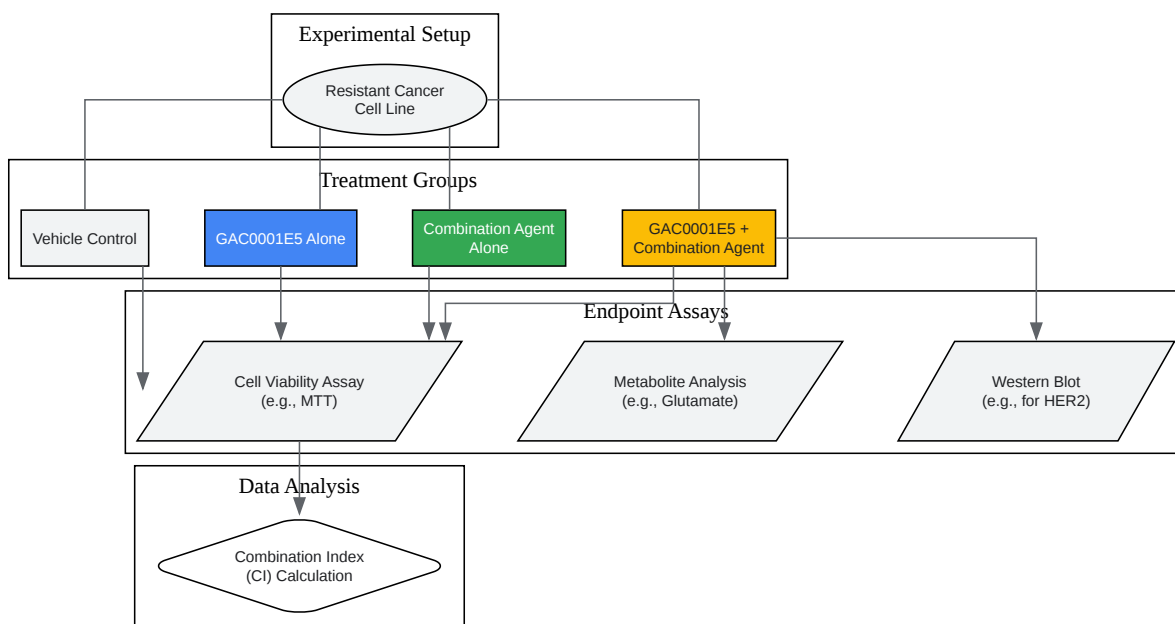 Experimental Setup
Resistant Cancer
Cell Line
Treatment Groups
Vehicle Control
GAC0001E5 Alone
Combination Agent
Alone
GAC0001E5 +
Combination Agent
Endpoint Assays
Cell Viability Assay
(e.g., MTT)
Metabolite Analysis
(e.g., Glutamate)
Western Blot
(e.g., for HER2)
Data Analysis
Combination Index
(CI) Calculation